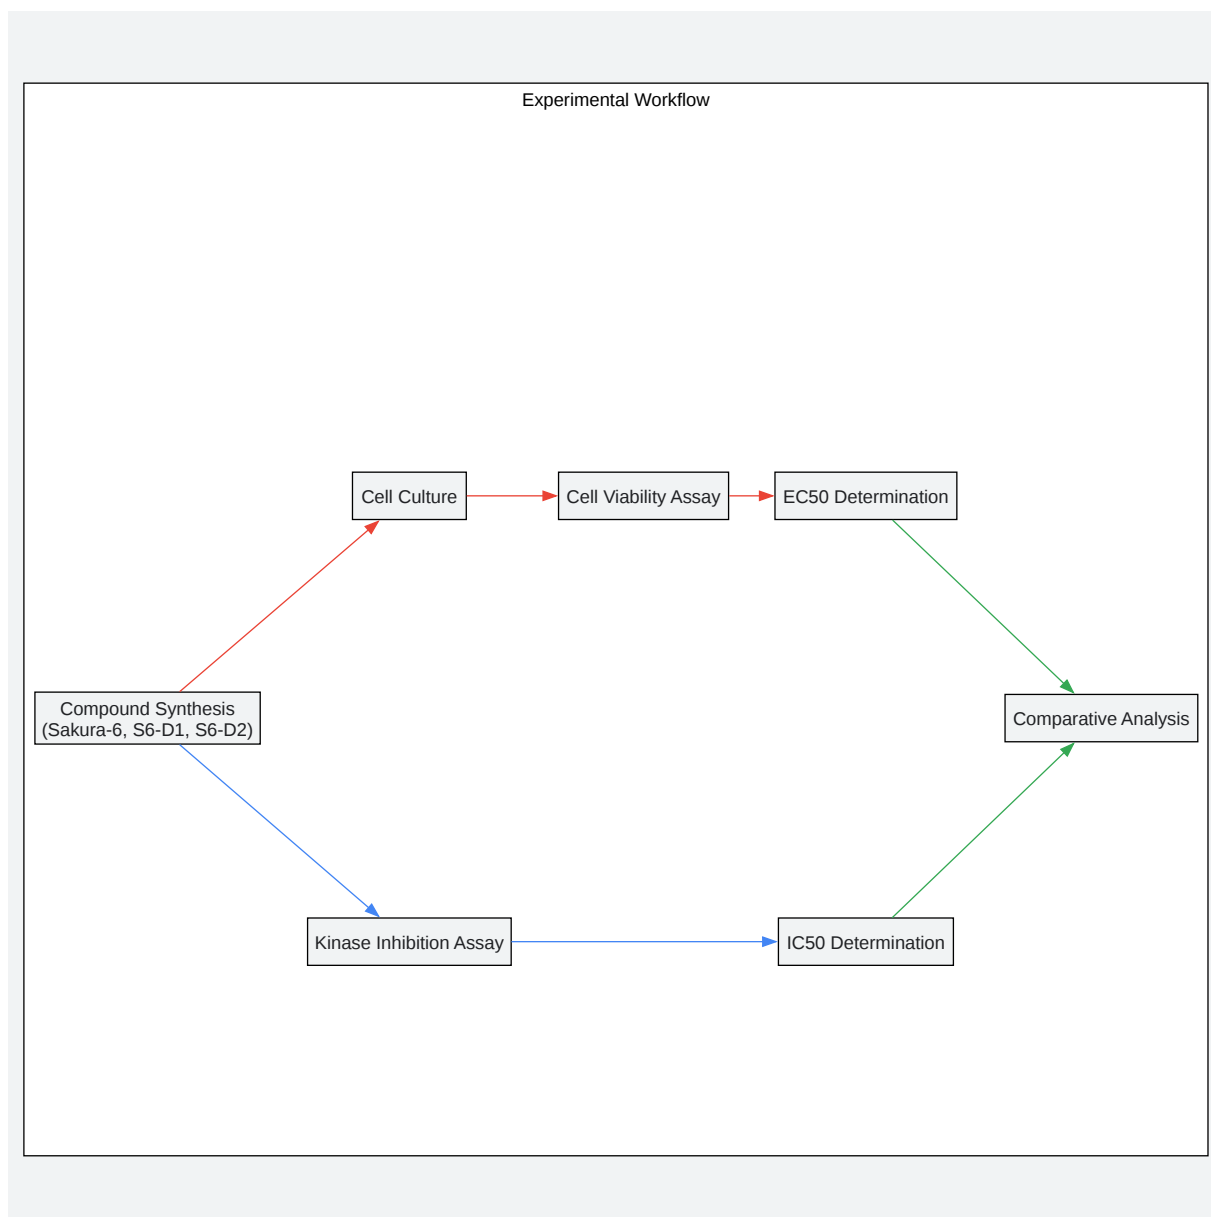 Experimental Workflow
Cell Culture
Cell Viability Assay
EC50 Determination
Compound Synthesis
(Sakura-6, S6-D1, S6-D2)
Comparative Analysis
Kinase Inhibition Assay
IC50 Determination